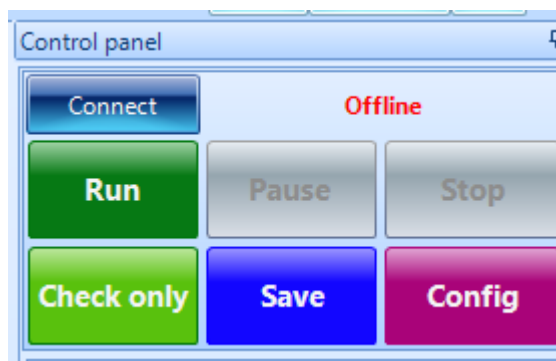 Control panel
Connect Offline
Run Pause Stop
Check only Save Config